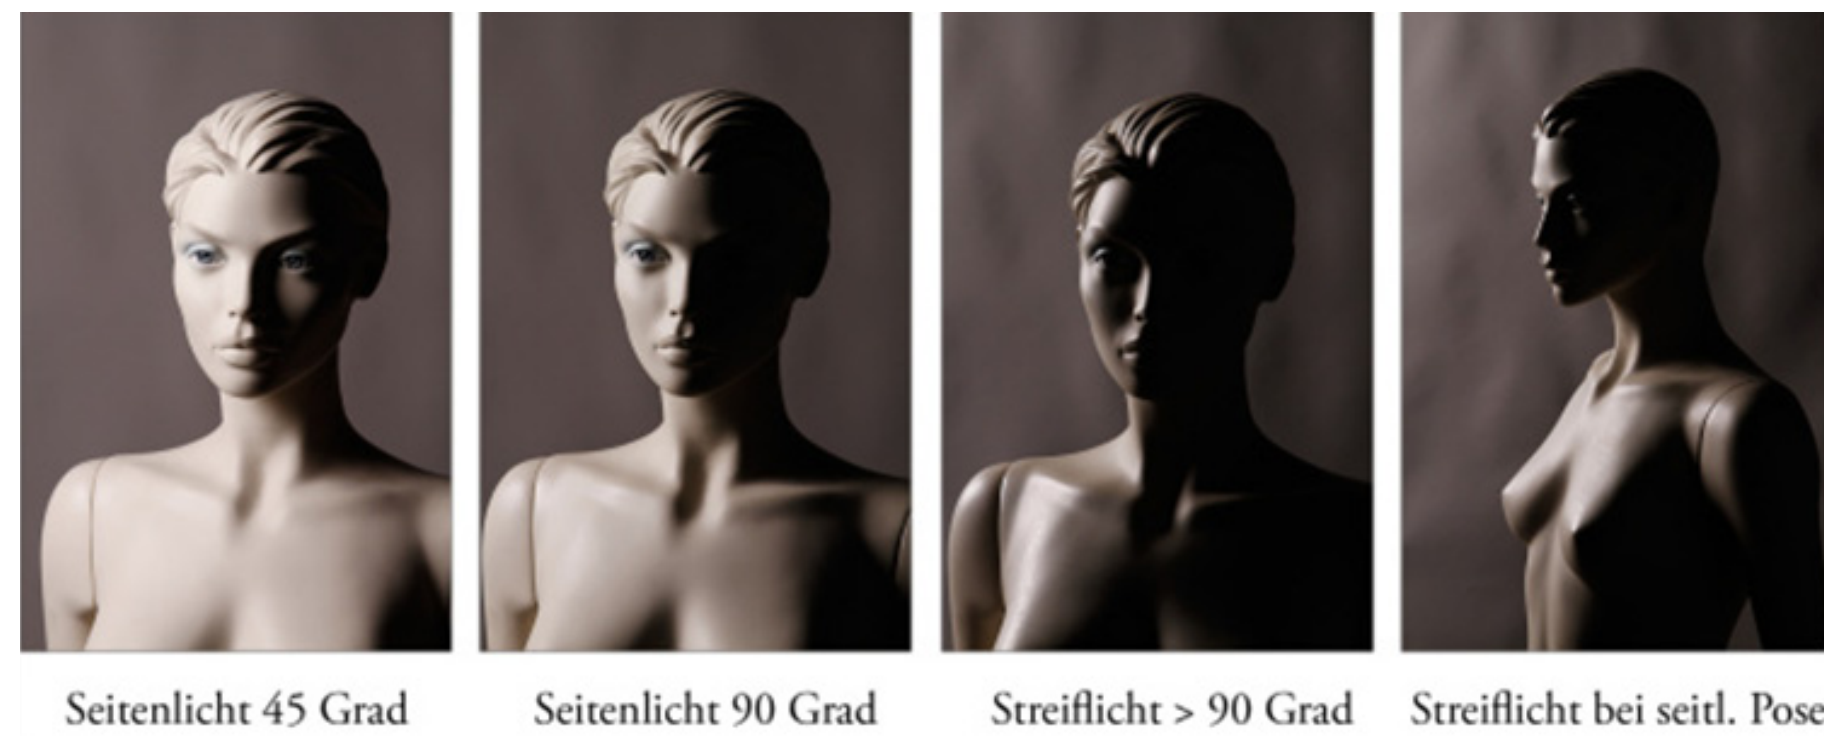 Seitenlicht 45 Grad
Seitenlicht 90 Grad
Streiflicht > 90 Grad
Streiflicht bei seitl. Pose